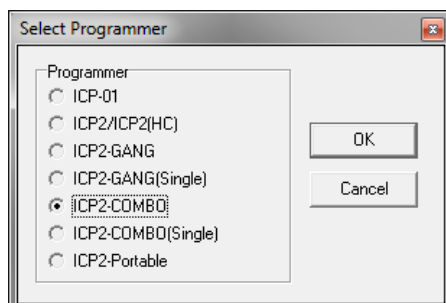 Select Programmer
Programmer
ICP-01
ICP2/ICP2(HC)
ICP2-GANG
ICP2-GANG(Single)
ICP2-COMBO
ICP2-COMBO(Single)
ICP2-Portable
OK
Cancel